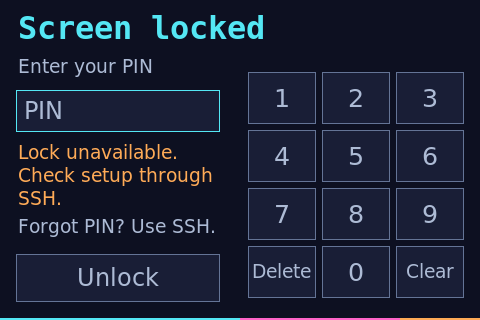 Screen locked
Enter your PIN
PIN
Lock unavailable.
Check setup through
SSH.
Forgot PIN? Use SSH.
Unlock
1 2 3
4 5 6
7 8 9
Delete 0 Clear